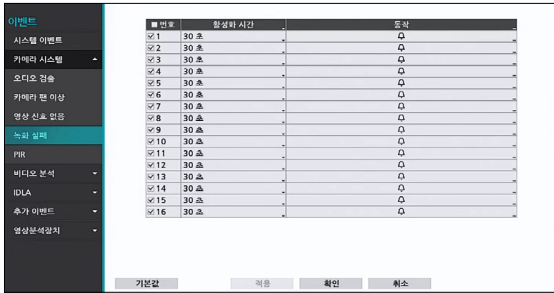 이벤트
시스템 이벤트
카메라 시스템
오디오 검출
카메라 팬 이상
영상 신호 없음
녹화 실패
PIR
비디오 분석
IDLA
추가 이벤트
영상분석장치
번호 활성화 시간 동작
1 30 초
2 30 초
3 30 초
4 30 초
5 30 초
6 30 초
7 30 초
8 30 초
9 30 초
10 30 초
11 30 초
12 30 초
13 30 초
14 30 초
15 30 초
16 30 초
기본값 적용 확인 취소